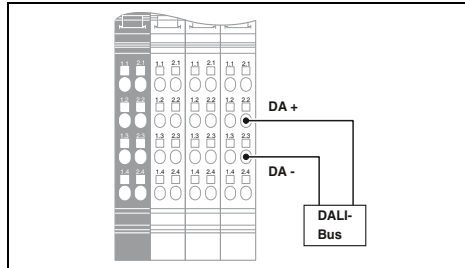 1.1 2.1 1.1 2.1 1.1 2.1 1.1 2.1
1.2 2.2 1.2 2.2 1.2 2.2 1.2 2.2
DA +
1.3 2.3 1.3 2.3 1.3 2.3 1.3 2.3
DA -
1.4 2.4 1.4 2.4 1.4 2.4 1.4 2.4
DALI-
Bus